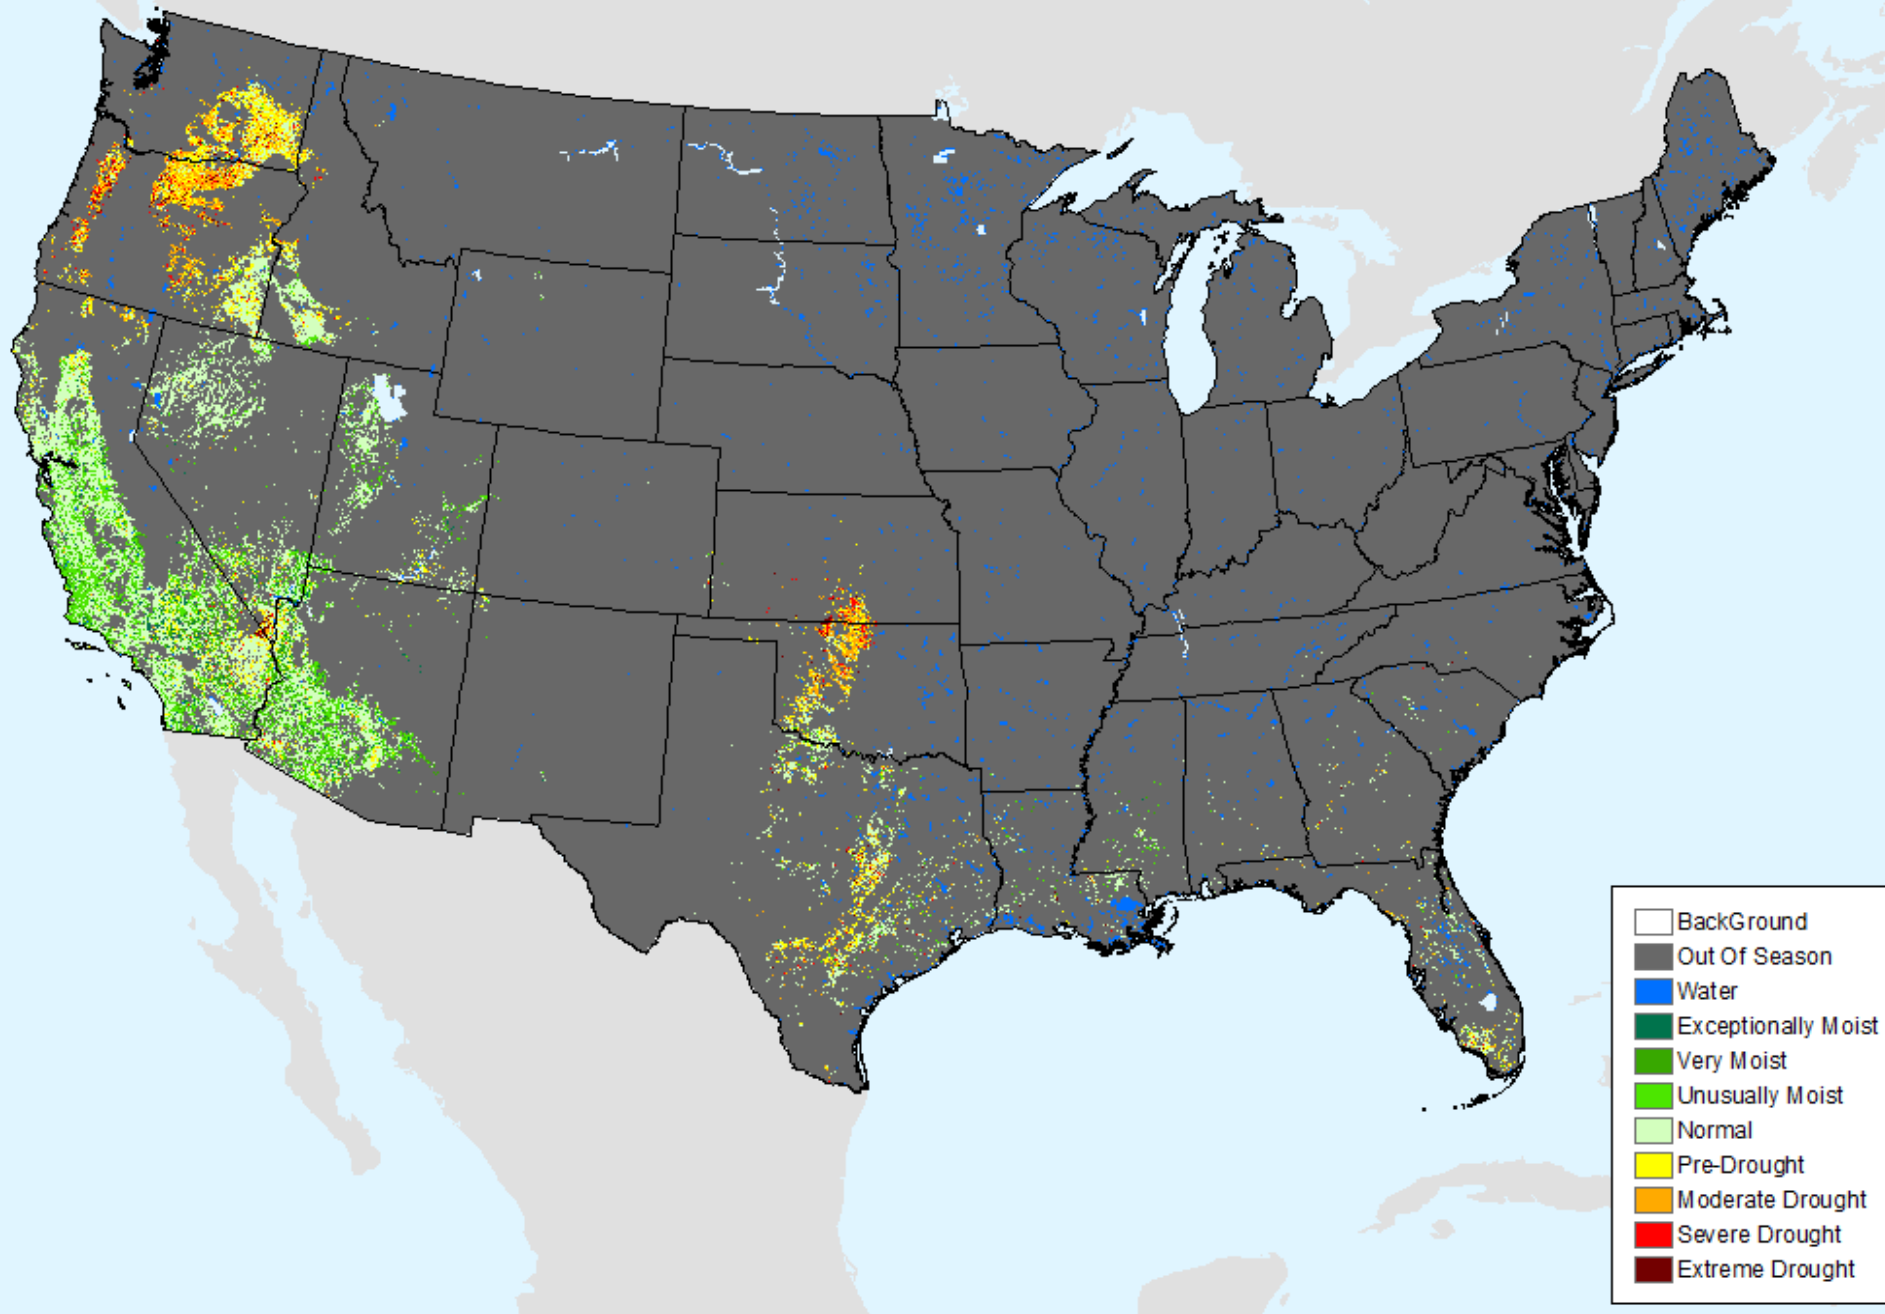 BackGround
Out Of Season
Water
Exceptionally Moist
Very Moist
Unusually Moist
Normal
Pre-Drought
Moderate Drought
Severe Drought
Extreme Drought